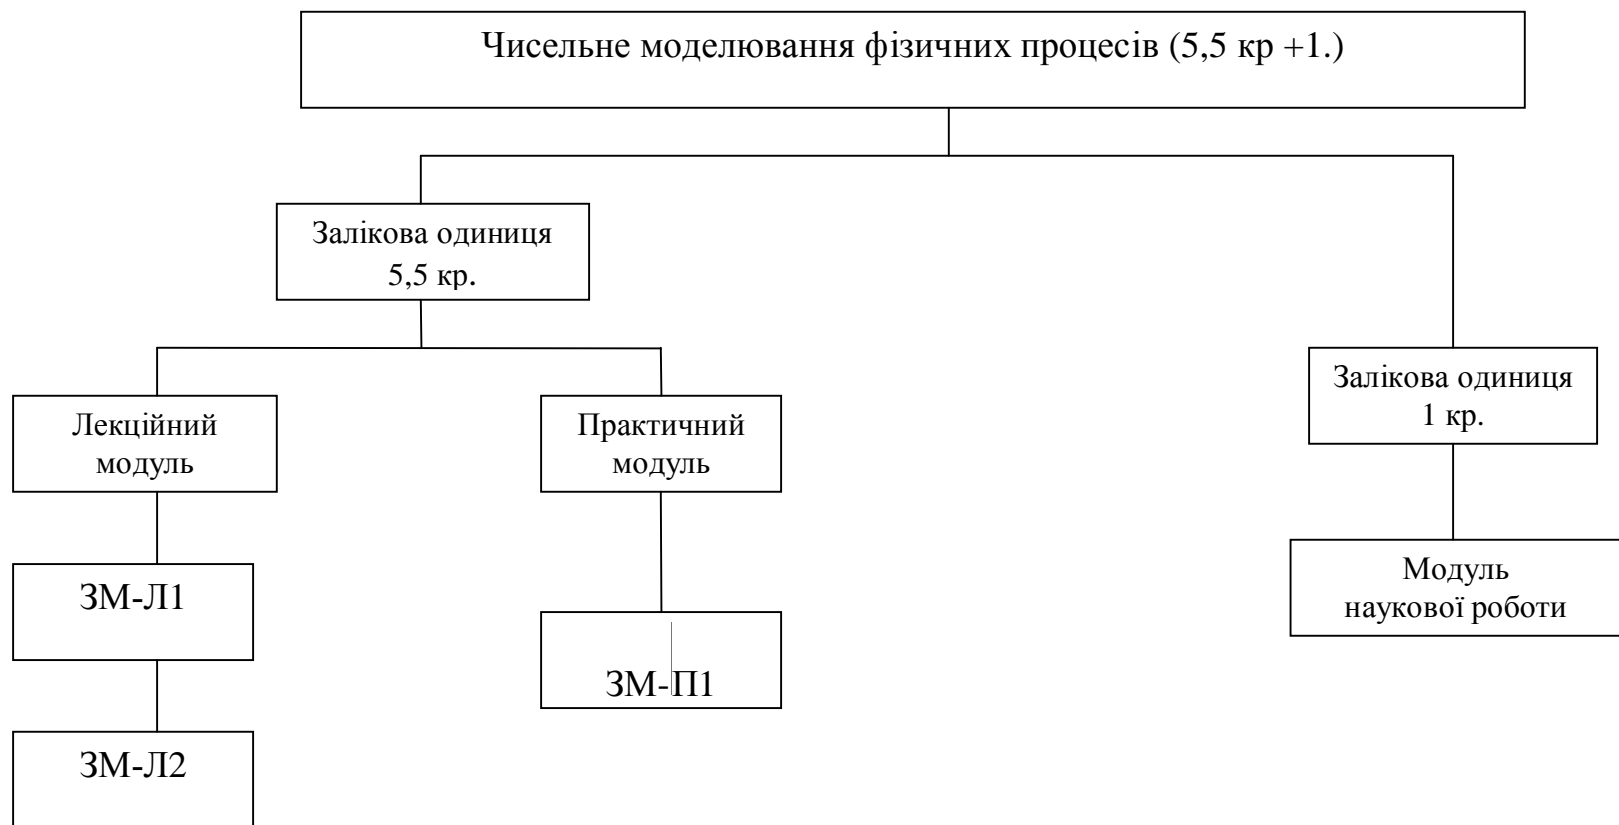 Чисельне моделювання фізичних процесів (5,5 кр +1.)
Залікова одиниця
5,5 кр.
Залікова одиниця
1 кр.
Лекційний
модуль
Практичний
модуль
Модуль
наукової роботи
ЗМ-Л1
ЗМ-П1
ЗМ-Л2